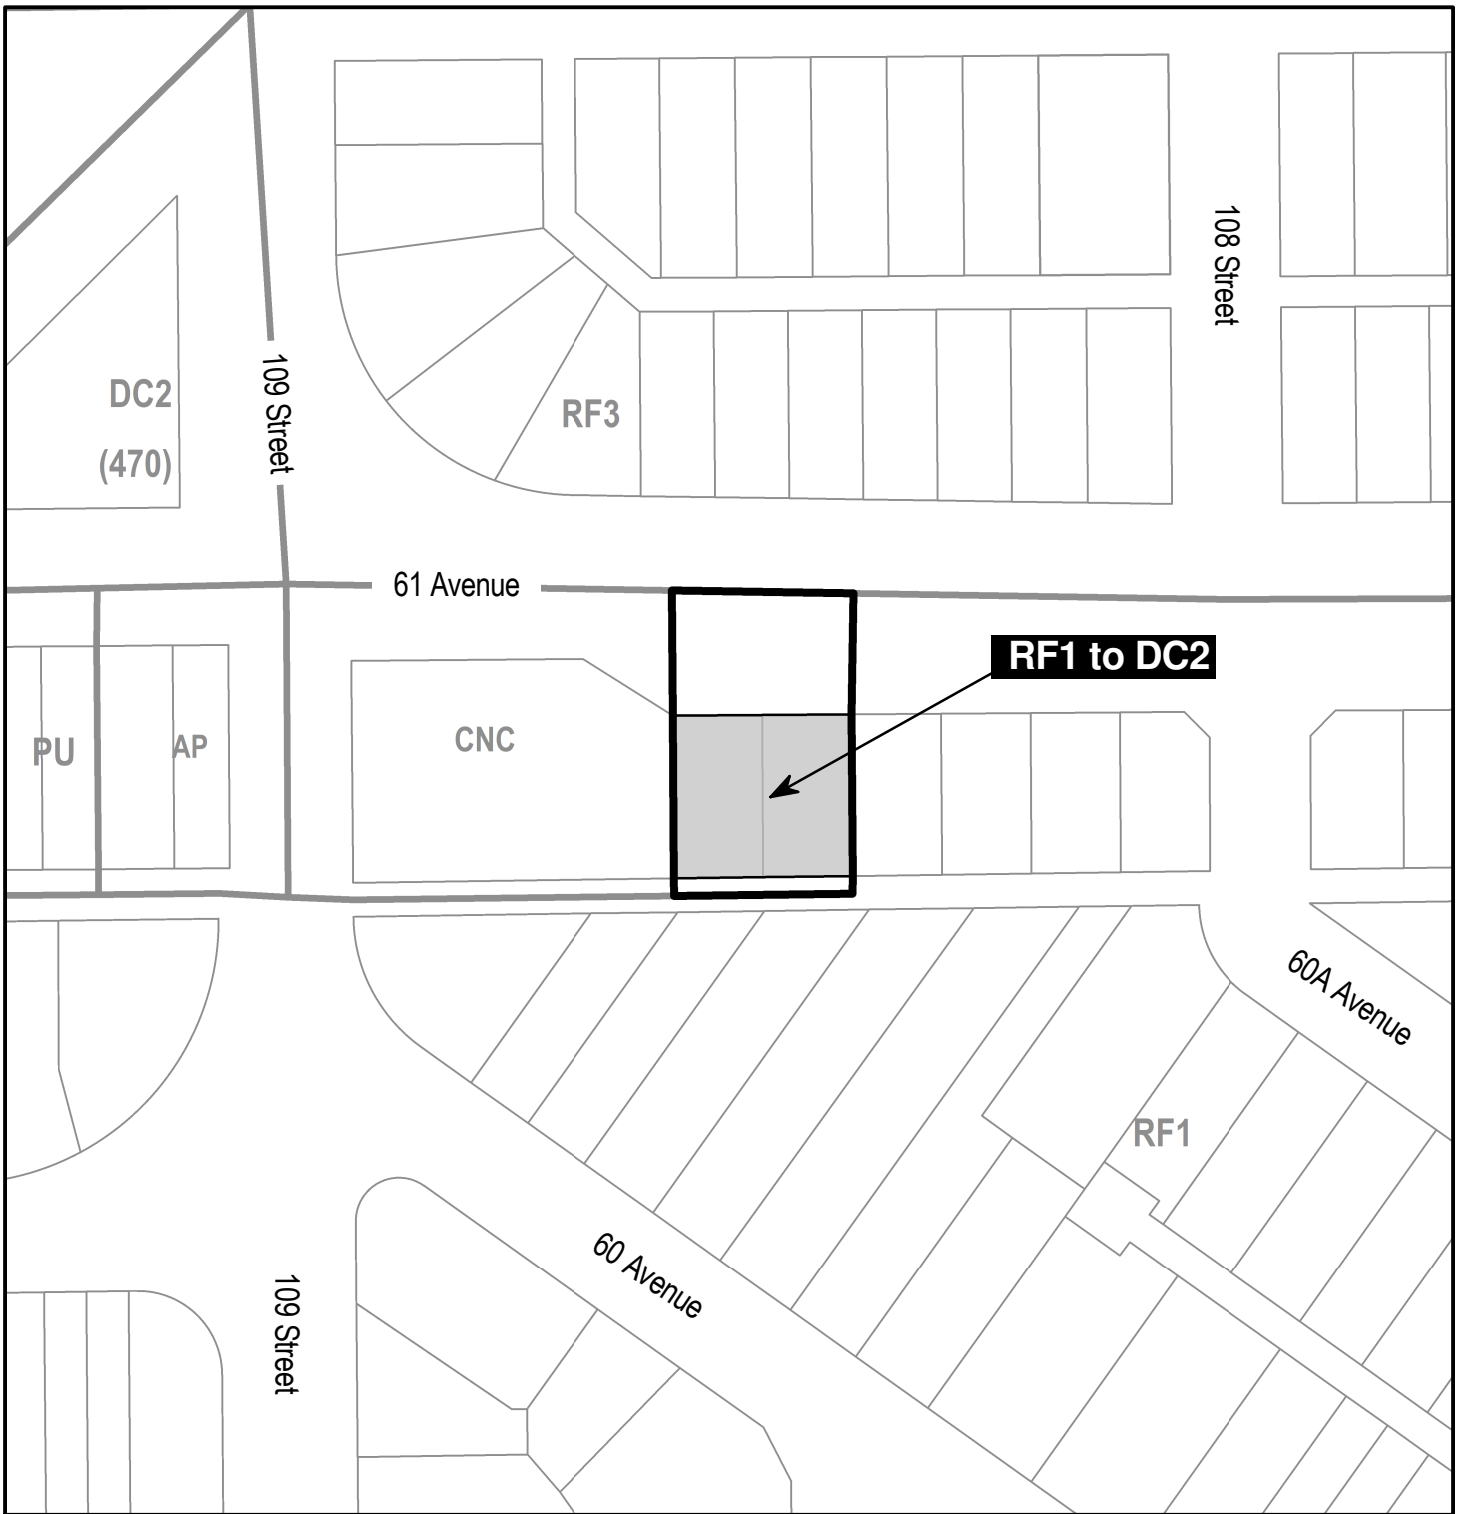 108 Street
109 Street
DC2
(470)
RF3
61 Avenue
RF1 to DC2
PU
AP
CNC
60A Avenue
RF1
60 Avenue
109 Street